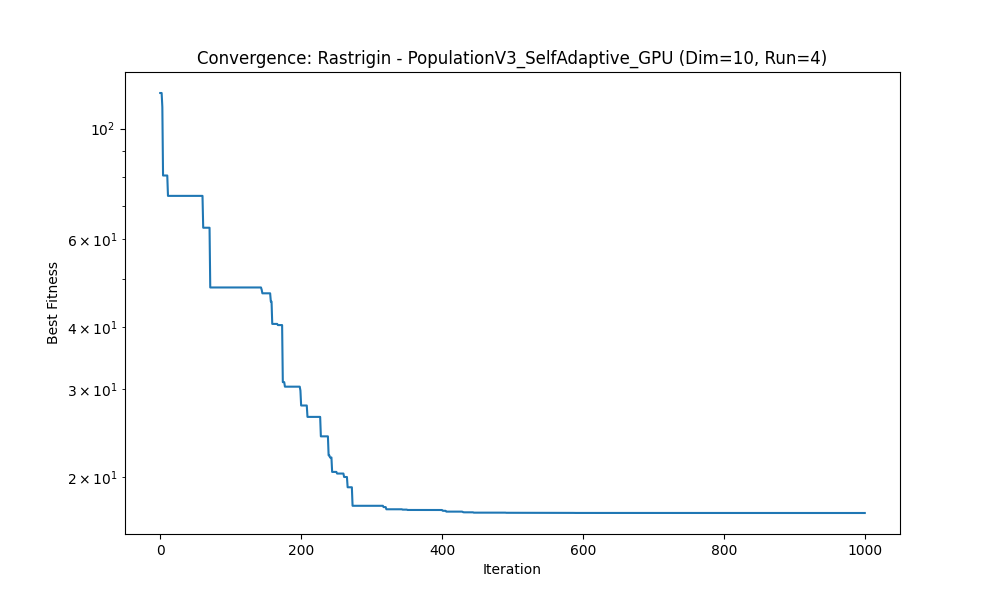 Convergence: Rastrigin - PopulationV3_SelfAdaptive_GPU (Dim=10, Run=4)
Best Fitness
10²
6 × 10¹
4 × 10¹
3 × 10¹
2 × 10¹
0 200 400 600 800 1000
Iteration